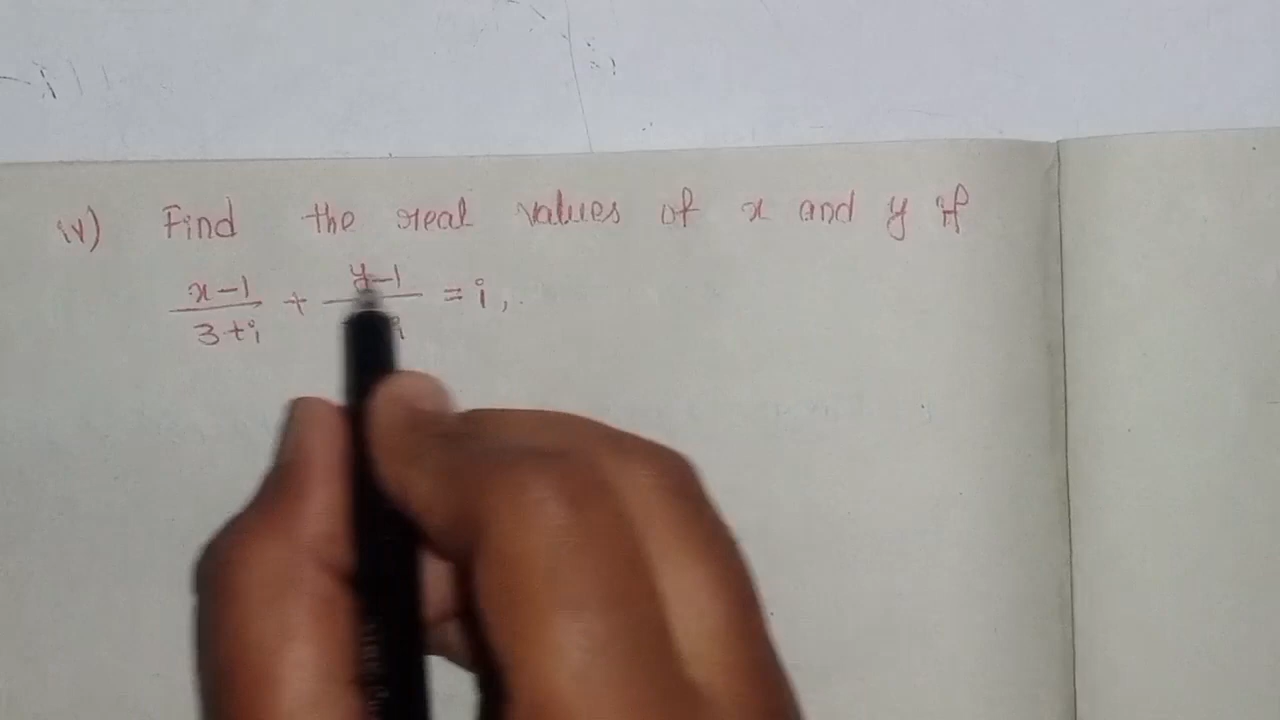 iv) Find the real values of x and y if
x-1/3+i + y-1/ i = i,.